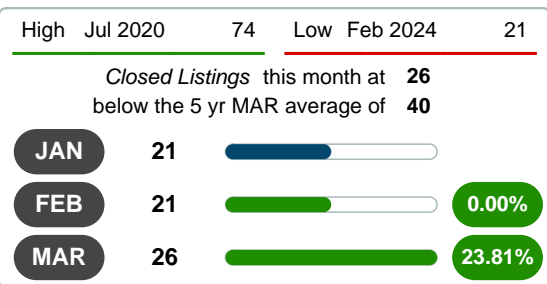 High Jul 2020 74 Low Feb 2024 21
Closed Listings this month at 26
below the 5 yr MAR average of 40
JAN 21
FEB 21 0.00%
MAR 26 23.81%